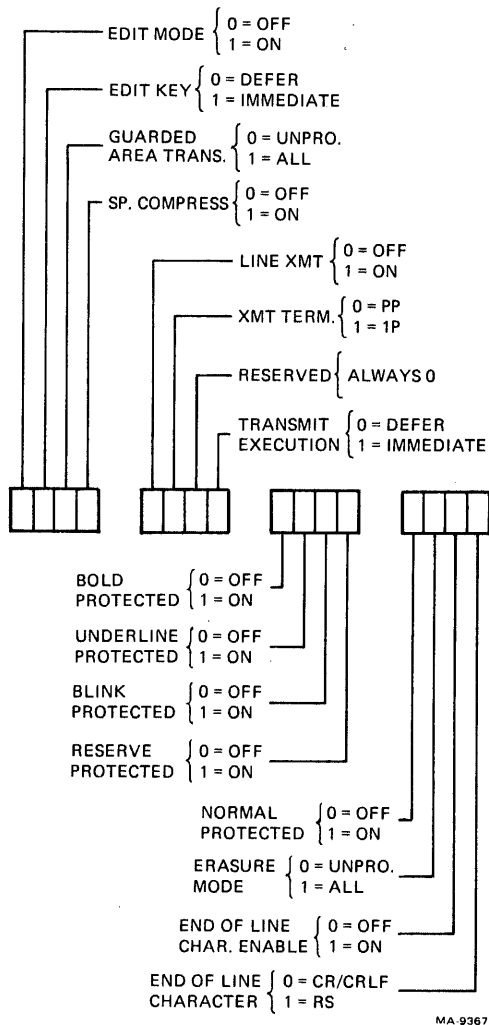 EDIT MODE { 0 = OFF
1 = ON
EDIT KEY { 0 = DEFER
1 = IMMEDIATE
GUARDED { 0 = UNPRO.
AREA TRANS. 1 = ALL
SP. COMPRESS { 0 = OFF
1 = ON
LINE XMT { 0 = OFF
1 = ON
XMT TERM. { 0 = PP
1 = 1P
RESERVED { ALWAYS 0
TRANSMIT { 0 = DEFER
EXECUTION 1 = IMMEDIATE
BOLD { 0 = OFF
PROTECTED 1 = ON
UNDERLINE { 0 = OFF
PROTECTED 1 = ON
BLINK { 0 = OFF
PROTECTED 1 = ON
RESERVE { 0 = OFF
PROTECTED 1 = ON
NORMAL { 0 = OFF
PROTECTED 1 = ON
ERASURE { 0 = UNPRO.
MODE 1 = ALL
END OF LINE { 0 = OFF
CHAR. ENABLE 1 = ON
END OF LINE { 0 = CR/CRLF
CHARACTER 1 = RS
MA-9367